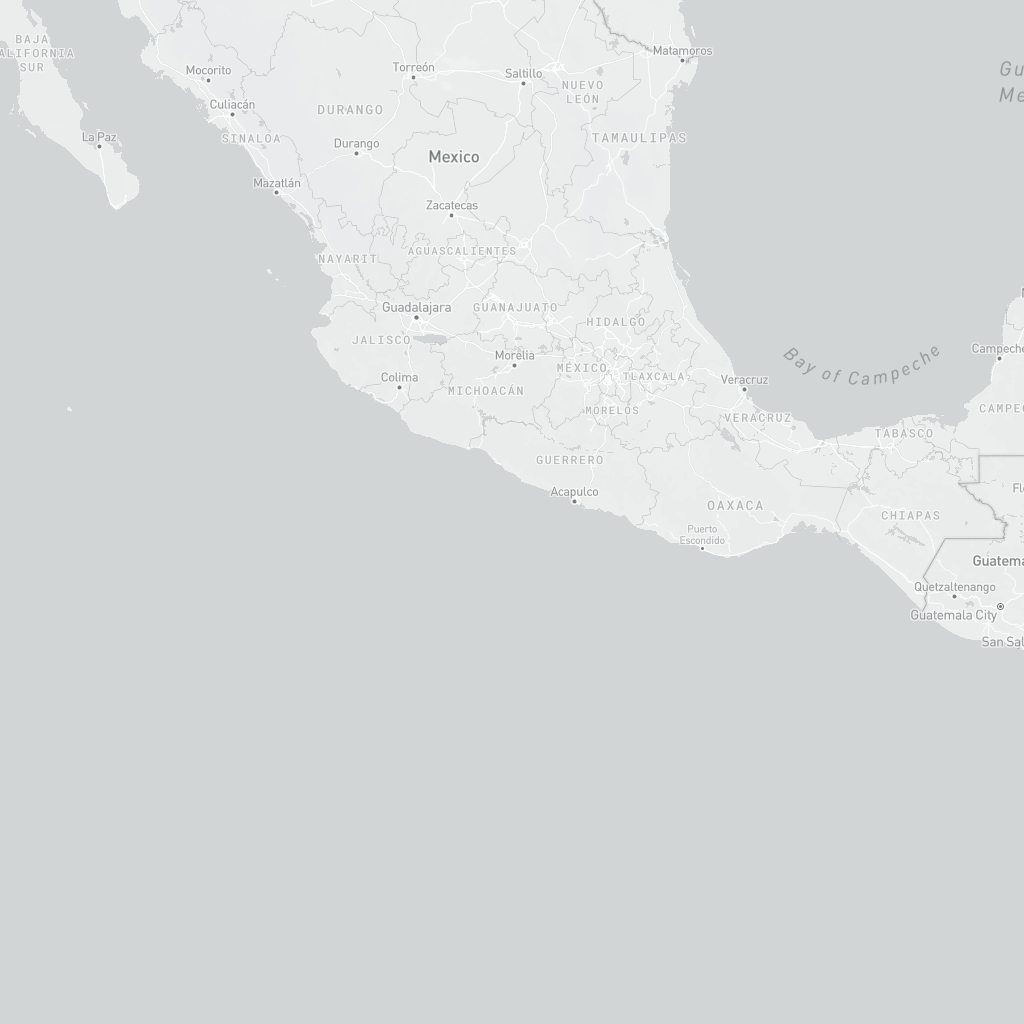 BAJA
ALIFORNIA
SUR
Matamoros
Mocorito
Torreón
Saltillo
NUEVO
LEÓN
Gu
Me
Culiacán
DURANGO
SINALOA
La Paz
Durango
Mexico
TAMAULIPAS
Mazatlán
Zacatecas
NAYARIT
AGUASCALIENTES
Guadalajara
GUANAJUATO
HIDALGO
JALISCO
Morelia
MÉXICO
TLAXCALA
Bay of Campeche
Campeche
Colima
MICHOACÁN
Veracruz
MORELOS
VERACRUZ
CAMPEC
TABASCO
GUERRERO
Acapulco
OAXACA
CHIAPAS
Fl
Puerto
Escondido
Guatema
Quetzaltenango
Guatemala City
San Sal